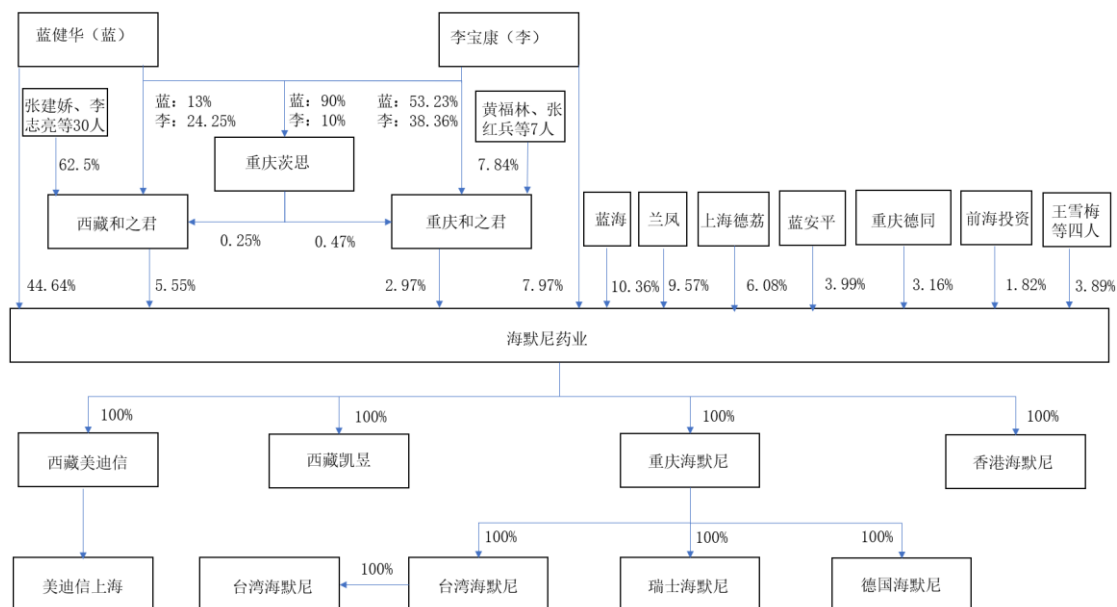 蓝健华（蓝）
李宝康（李）
张建娇、李
志亮等30人
蓝：13%
李：24.25%
蓝：90%
李：10%
蓝：53.23%
李：38.36%
黄福林、张
红兵等7人
62.5%
重庆茨思
7.84%
西藏和之君
0.25%
0.47%
重庆和之君
蓝海
兰凤
上海德荔
蓝安平
重庆德同
前海投资
王雪梅
等四人
44.64%
5.55%
2.97%
7.97%
10.36%
9.57%
6.08%
3.99%
3.16%
1.82%
3.89%
海默尼药业
100%
100%
100%
100%
西藏美迪信
西藏凯昱
重庆海默尼
香港海默尼
100%
100%
100%
美迪信上海
台湾海默尼
100%
台湾海默尼
瑞士海默尼
德国海默尼